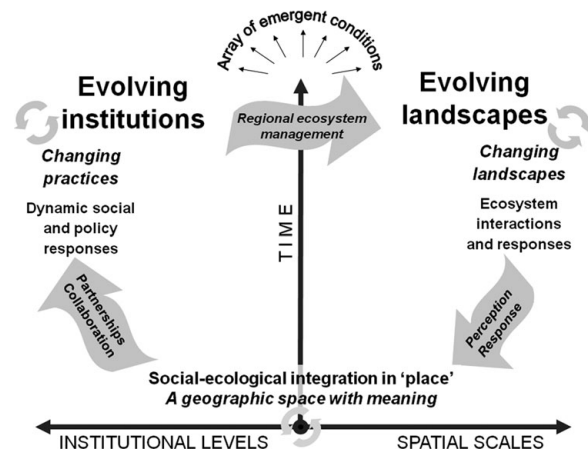 Array of emergent conditions
Evolving
institutions
Evolving
landscapes
Regional ecosystem
management
Changing
practices
Changing
landscapes
Dynamic social
and policy
responses
Ecosystem
interactions
and responses
TIME
Partnerships
Collaboration
Perception
Response
Social-ecological integration in ‘place’
A geographic space with meaning
INSTITUTIONAL LEVELS
SPATIAL SCALES